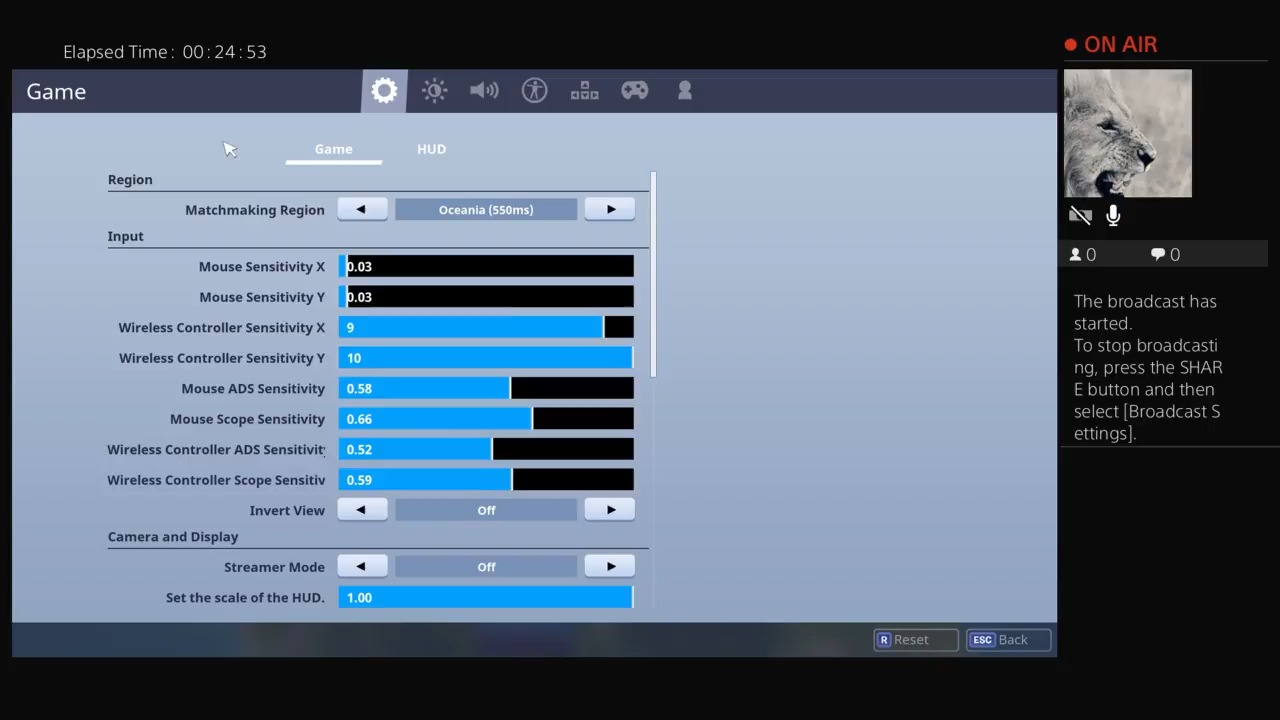 Elapsed Time: 00:24:53
ON AIR
Game
Game HUD
Region
Matchmaking Region Oceania (550ms)
Input
Mouse Sensitivity X 0.03
Mouse Sensitivity Y 0.03
Wireless Controller Sensitivity X 9
Wireless Controller Sensitivity Y 10
Mouse ADS Sensitivity 0.58
Mouse Scope Sensitivity 0.66
Wireless Controller ADS Sensitivit 0.52
Wireless Controller Scope Sensitiv 0.59
Invert View Off
Camera and Display
Streamer Mode Off
Set the scale of the HUD. 1.00
R Reset ESC Back
0 0
The broadcast has
started.
To stop broadcasti
ng, press the SHAR
E button and then
select [Broadcast S
ettings].